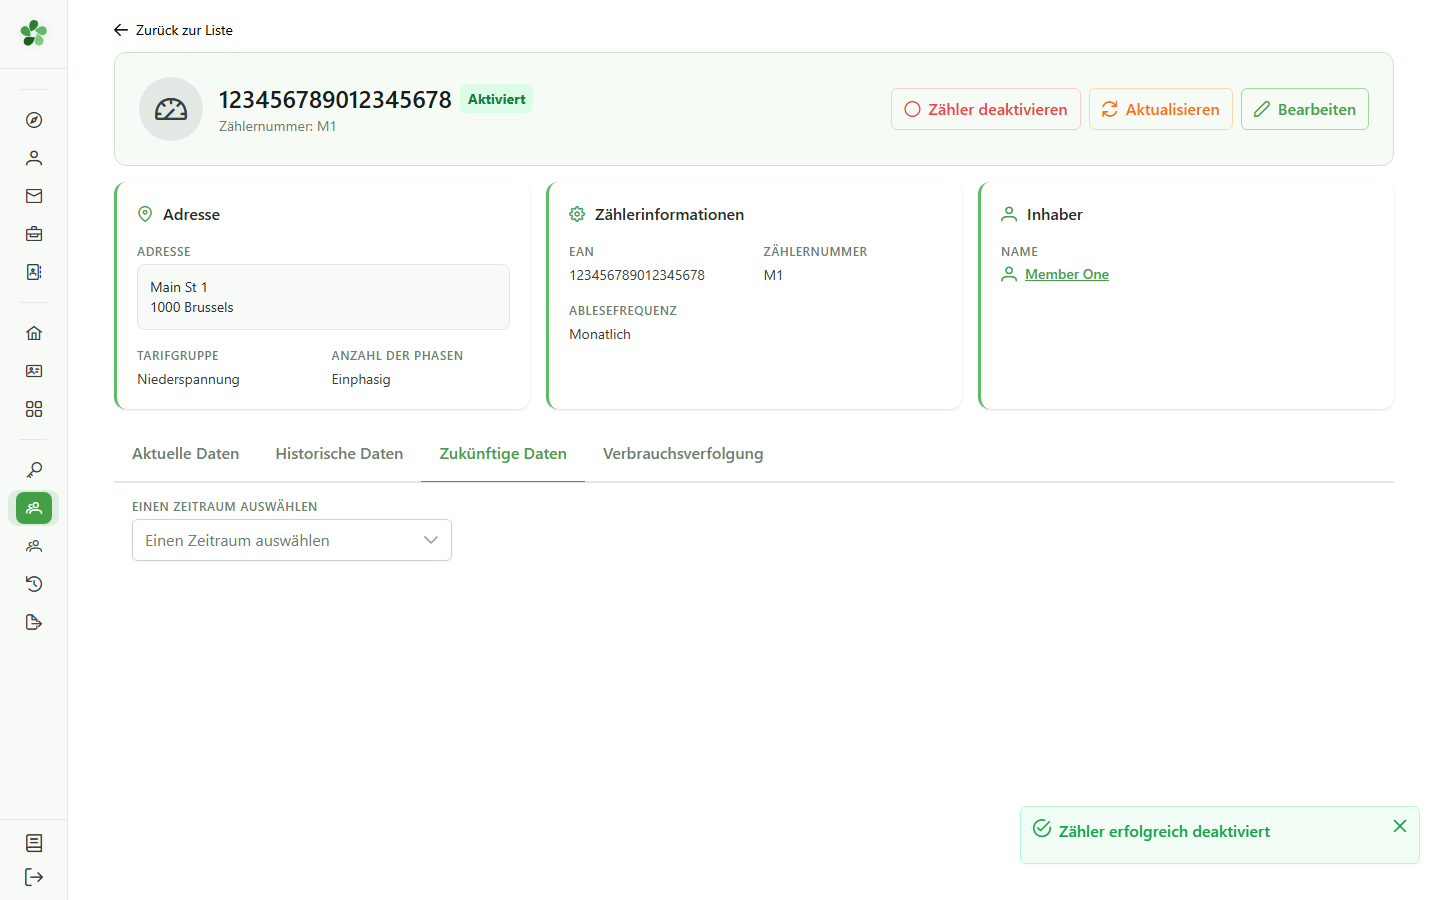 Zurück zur Liste
123456789012345678
Aktiviert
Zählernummer: M1
Zähler deaktivieren
Aktualisieren
Bearbeiten
Adresse
ADRESSE
Main St 1
1000 Brussels
TARIFGRUPPE
ANZAHL DER PHASEN
Niederspannung
Einphasig
Zählerinformationen
EAN
ZÄHLERNUMMER
123456789012345678
M1
ABLESEFREQUENZ
Monatlich
Inhaber
NAME
Member One
Aktuelle Daten
Historische Daten
Zukünftige Daten
Verbrauchsverfolgung
EINEN ZEITRAUM AUSWÄHLEN
Einen Zeitraum auswählen
Zähler erfolgreich deaktiviert